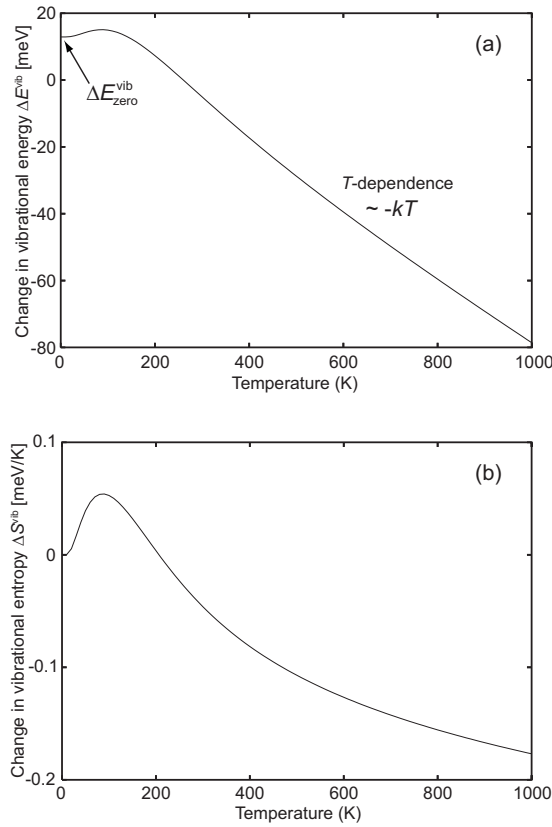 20
0
-20
-40
-60
-80
0
200
400
600
800
1000
Temperature (K)
Change in vibrational energy ΔE^vib [meV]
(a)
ΔE^vib_zero
T-dependence
~ -kT
0.1
0
-0.1
-0.2
0
200
400
600
800
1000
Temperature (K)
Change in vibrational entropy ΔS^vib [meV/K]
(b)